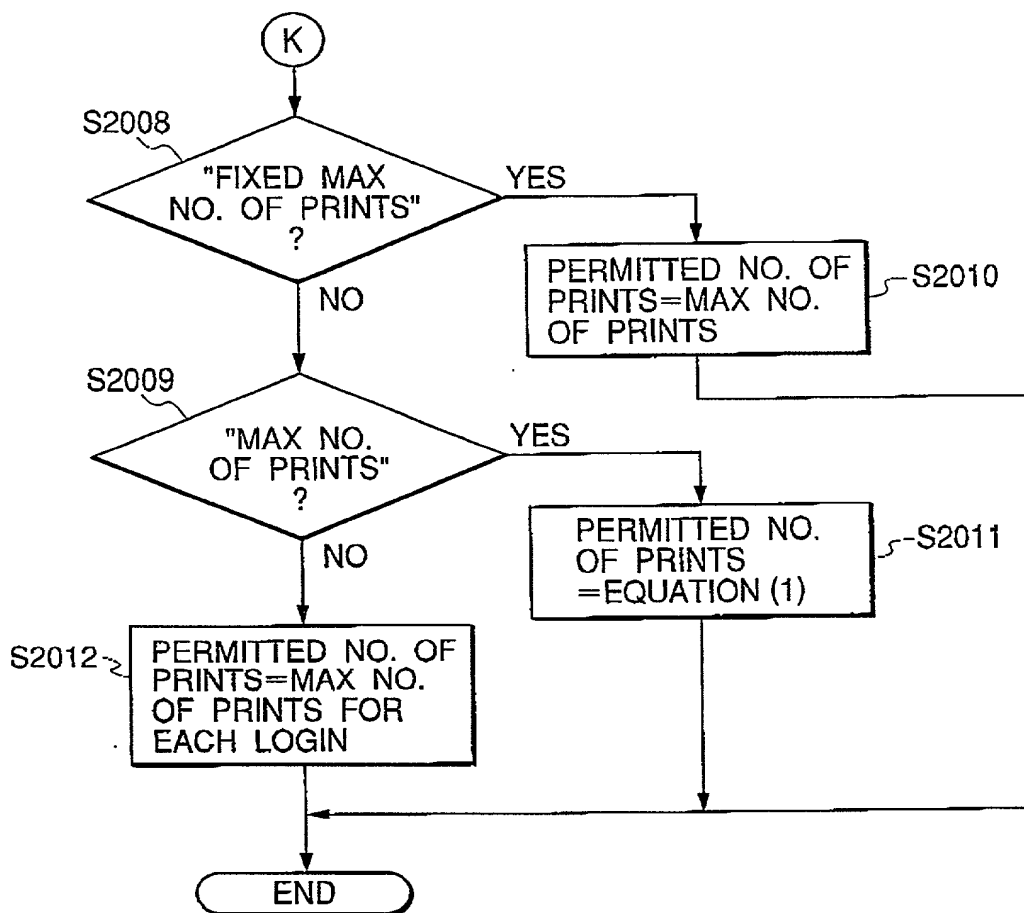 K
S2008
"FIXED MAX
NO. OF PRINTS"
?
YES
NO
PERMITTED NO. OF
PRINTS=MAX NO.
OF PRINTS
S2010
S2009
"MAX NO.
OF PRINTS"
?
YES
NO
PERMITTED NO.
OF PRINTS
=EQUATION (1)
S2011
S2012
PERMITTED NO. OF
PRINTS=MAX NO.
OF PRINTS FOR
EACH LOGIN
END